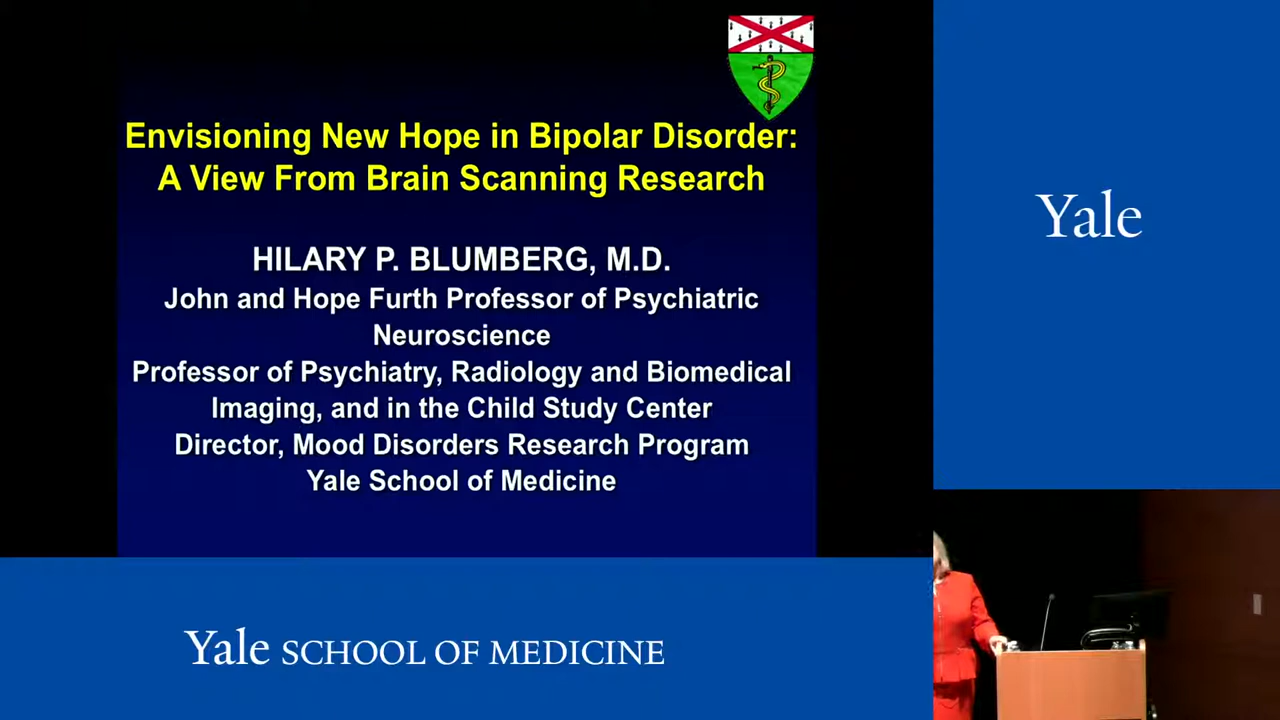 Envisioning New Hope in Bipolar Disorder:
A View From Brain Scanning Research
HILARY P. BLUMBERG, M.D.
John and Hope Furth Professor of Psychiatric
Neuroscience
Professor of Psychiatry, Radiology and Biomedical
Imaging, and in the Child Study Center
Director, Mood Disorders Research Program
Yale School of Medicine
Yale
Yale SCHOOL OF MEDICINE